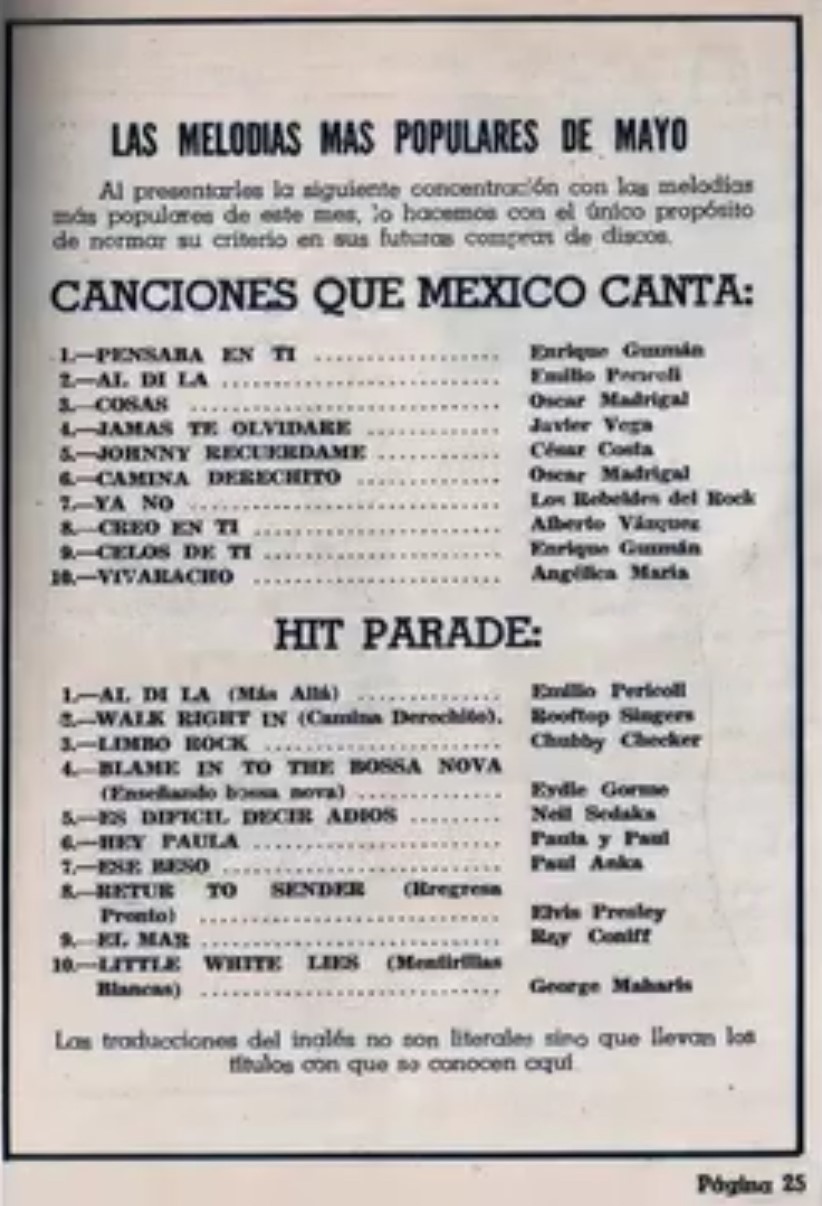 LAS MELODIAS MAS POPULARES DE MAYO
Al presentarles la siguiente concentración con las melodías
más populares de este mes, lo hacemos con el único propósito
de normar su criterio en sus futuras compras de discos.
CANCIONES QUE MEXICO CANTA:
1.—PENSABA EN TI .................. Enrique Guzmán
2.—AL DI LA .......................... Emilio Pericoli
3.—COSAS ............................ Oscar Madrigal
4.—JAMAS TE OLVIDARE ............ Javier Vega
5.—JOHNNY RECUERDAME ........... César Costa
6.—CAMINA DERECHITO ............. Oscar Madrigal
7.—YA NO ............................ Los Rebeldes del Rock
8.—CREO EN TI ...................... Alberto Vázquez
9.—CELOS DE TI ..................... Enrique Guzmán
10.—VIVARACHO ...................... Angélica María
HIT PARADE:
1.—AL DI LA (Más Allá) ............. Emilio Pericoli
2.—WALK RIGHT IN (Camina Derechito). Rooftop Singers
3.—LIMBO ROCK ....................... Chubby Checker
4.—BLAME IN TO THE BOSSA NOVA
(Enseñando bossa nova) ............. Eydie Gorme
5.—ES DIFICIL DECIR ADIOS ......... Neil Sedaka
6.—HEY PAULA ....................... Paula y Paul
7.—ESE BESO ......................... Paul Anka
8.—RETUR TO SENDER (Rregresa
Pronto) ............................ Elvis Presley
9.—EL MAR ........................... Ray Coniff
10.—LITTLE WHITE LIES (Mentirillas
Blancas) ............................ George Maharis
Las traducciones del inglés no son literales sino que llevan los
títulos con que se conocen aquí.
Página 25